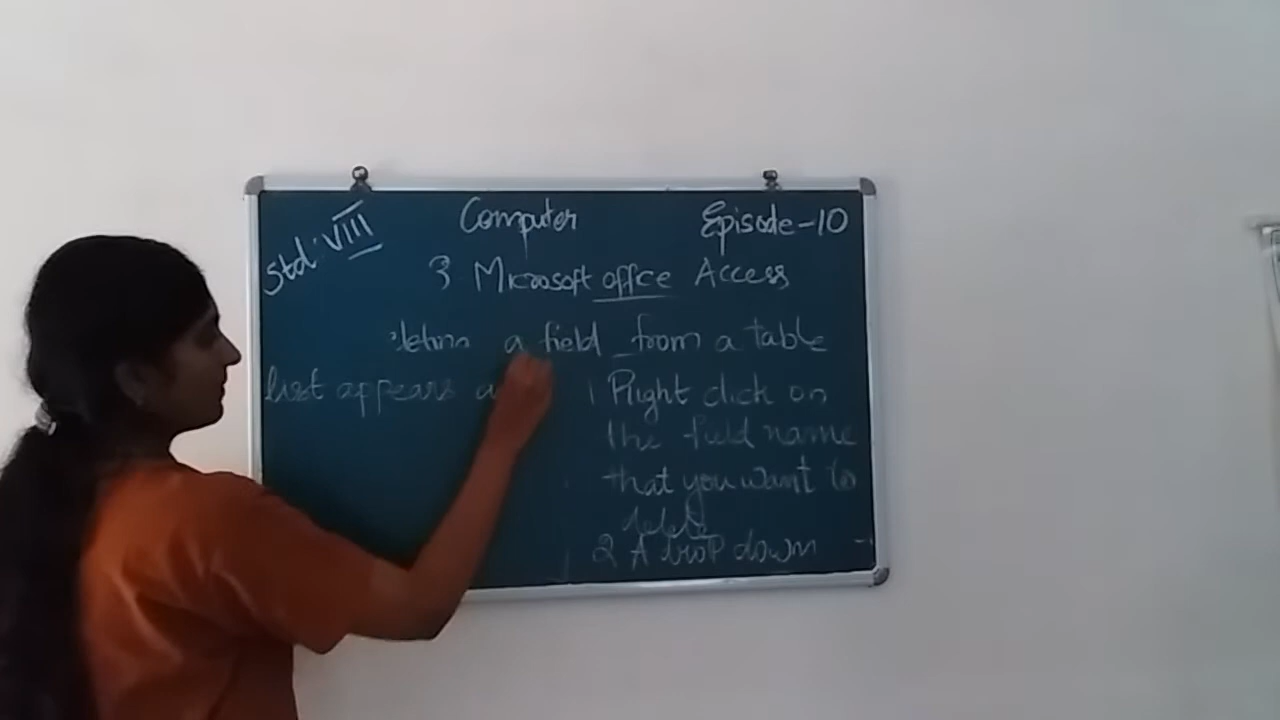 Std: VIII
Computer
Episode-10
3 Microsoft office Access
a field from a table
1 Right click on
the field name
that you want to
delete
2 A drop down -
list appears a